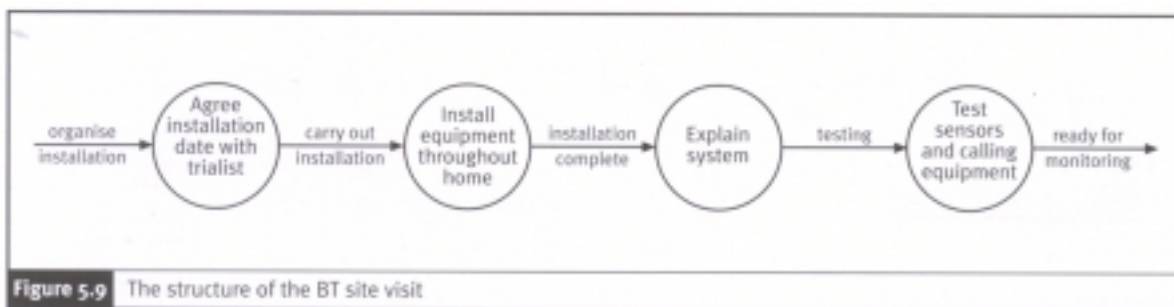 organise
installation
Agree
installation
date with
trialist
carry out
installation
Install
equipment
throughout
home
installation
complete
Explain
system
testing
Test
sensors
and calling
equipment
ready for
monitoring
Figure 5.9 The structure of the BT site visit